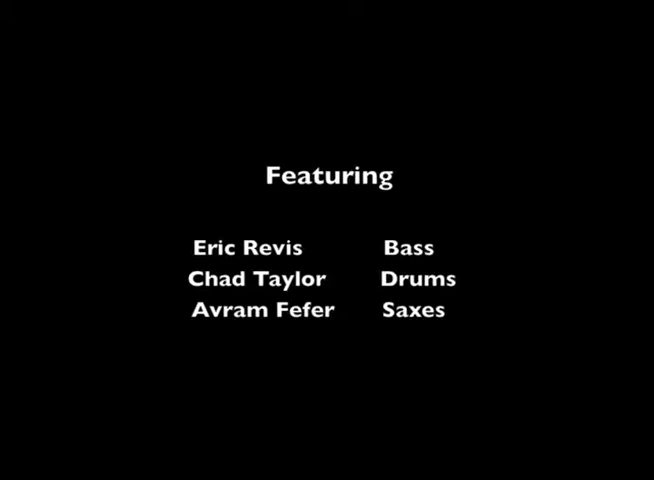 Featuring
Eric Revis Bass
Chad Taylor Drums
Avram Fefer Saxes